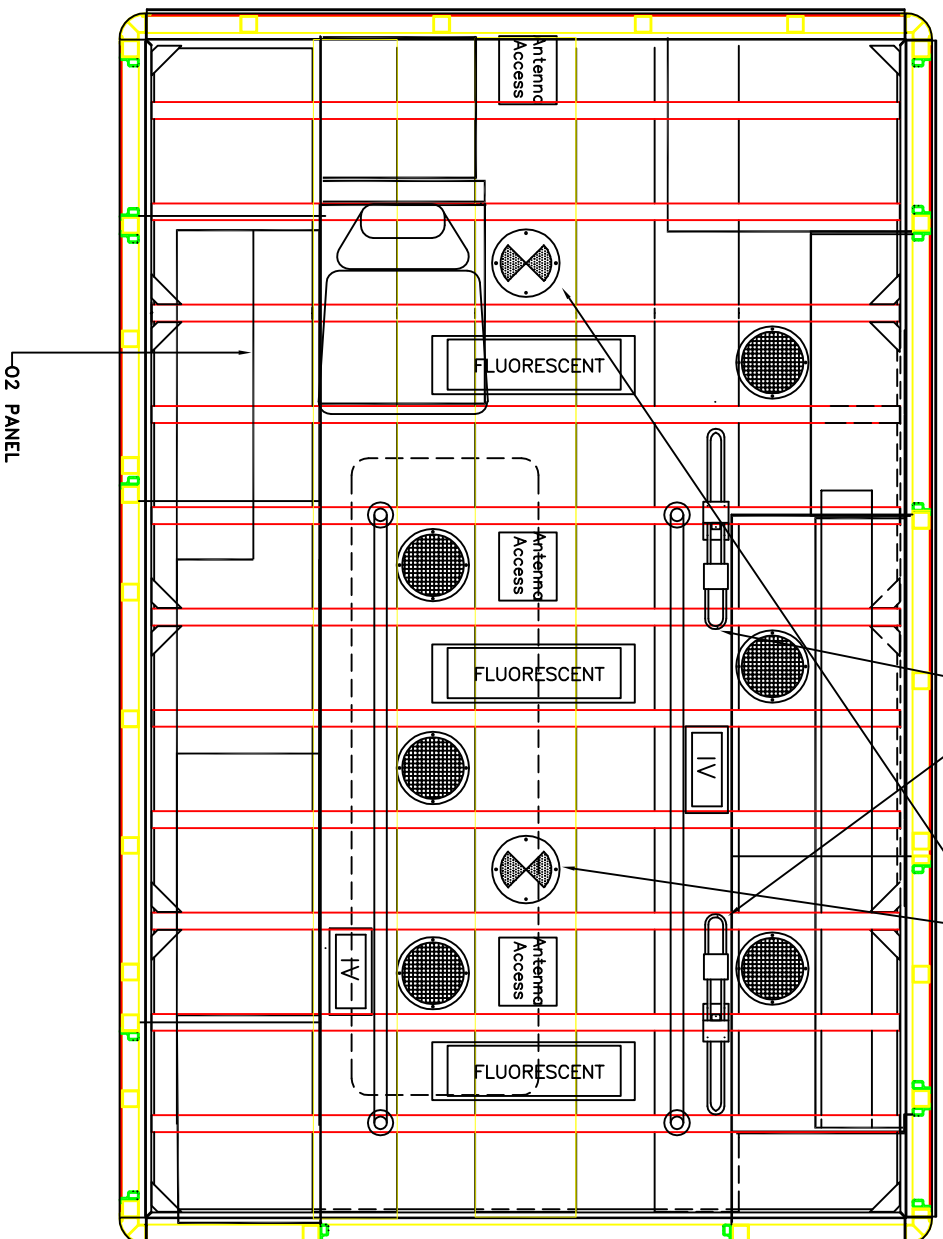 Antenna
Access
FLUORESCENT
O2 PANEL
Antenna
Access
FLUORESCENT
IV
Antenna
Access
IV
FLUORESCENT